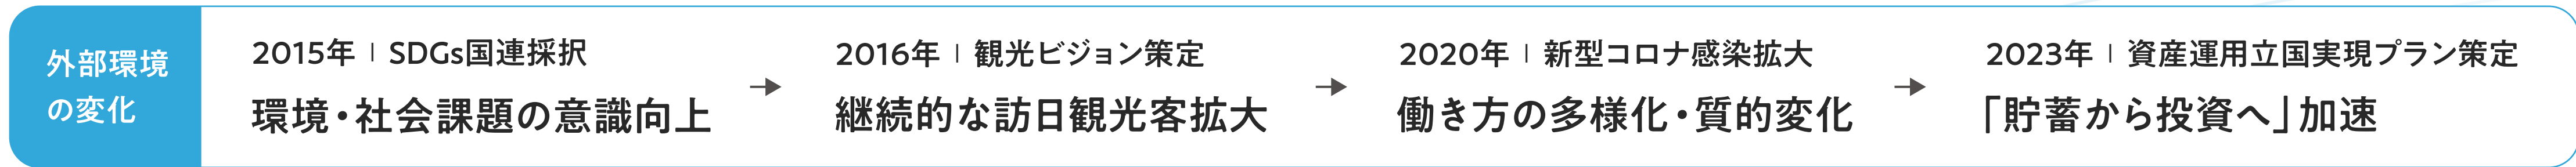 外部環境
の変化
2015年 | SDGs国連採択
環境・社会課題の意識向上
2016年 | 観光ビジョン策定
継続的な訪日観光客拡大
2020年 | 新型コロナ感染拡大
働き方の多様化・質的変化
2023年 | 資産運用立国実現プラン策定
「貯蓄から投資へ」加速